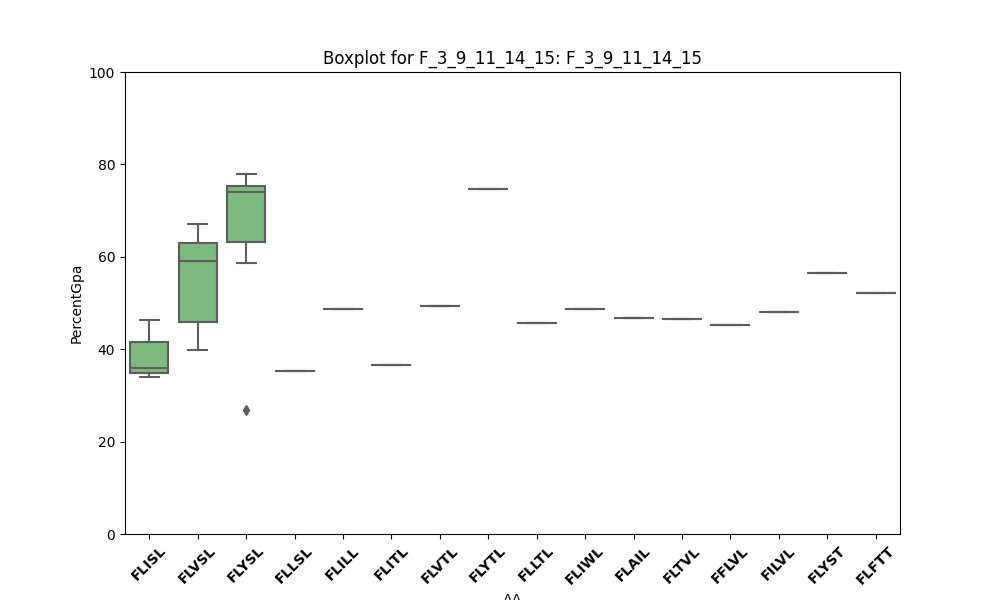 Boxplot for F_3_9_11_14_15: F_3_9_11_14_15
PercentGpa
100
80
60
40
20
0
FLISL
FLVSL
FLYSL
FLLSL
FLILL
FLITL
FLVTL
FLYTL
FLLTL
FLIWL
FLAIL
FLTVL
FFLVL
FILVL
FLYST
FLFTT
AA